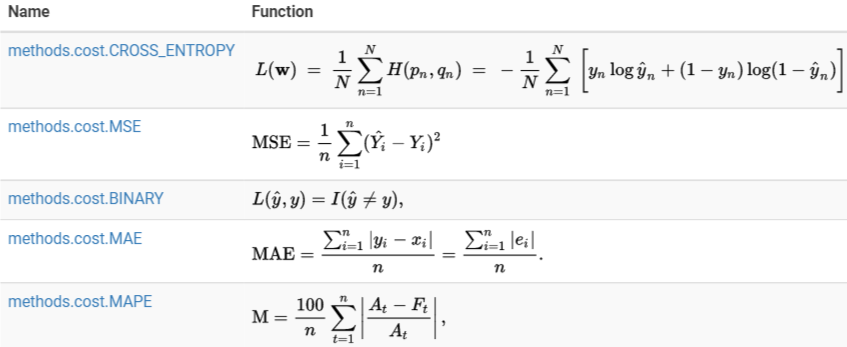 Name Function
methods.cost.CROSS_ENTROPY L(w) = 1/N ∑_{n=1}^{N} H(p_n, q_n) = − 1/N ∑_{n=1}^{N} [y_n log ŷ_n + (1 − y_n) log(1 − ŷ_n)]
methods.cost.MSE MSE = 1/n ∑_{i=1}^{n} (Ŷ_i − Y_i)²
methods.cost.BINARY L(ŷ, y) = I(ŷ ≠ y),
methods.cost.MAE MAE = ∑_{i=1}^{n} |y_i − x_i| / n = ∑_{i=1}^{n} |e_i| / n.
methods.cost.MAPE M = 100/n ∑_{t=1}^{n} |(A_t − F_t) / A_t|,